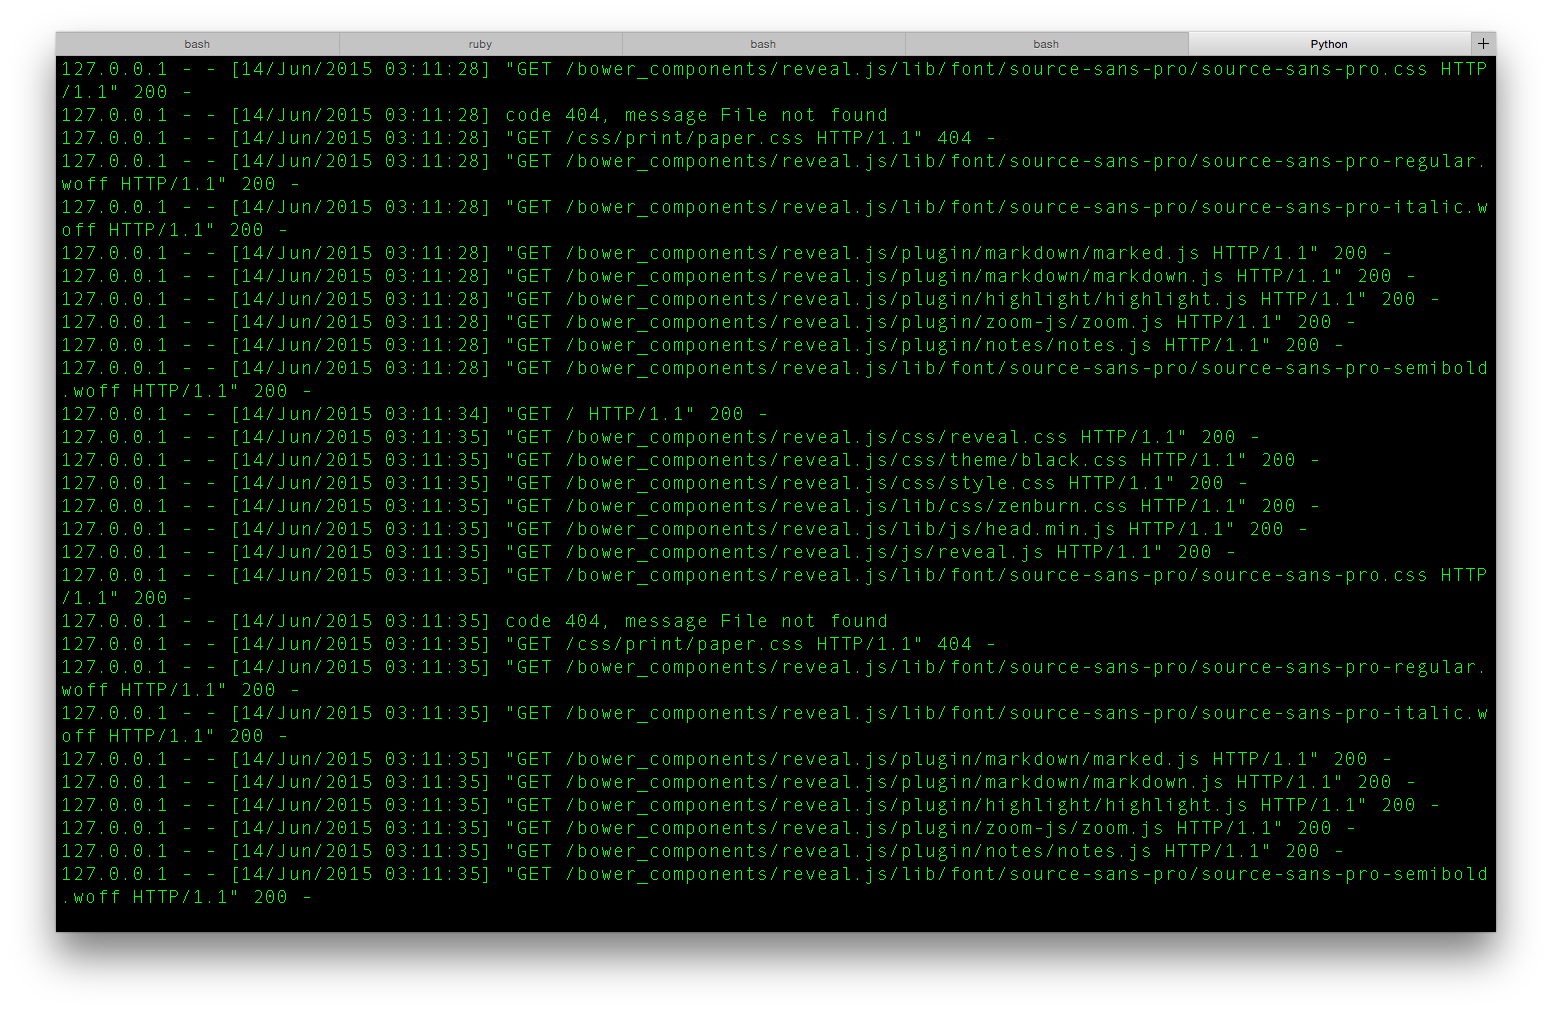 bash ruby bash bash Python +
127.0.0.1 - - [14/Jun/2015 03:11:28] "GET /bower_components/reveal.js/lib/font/source-sans-pro/source-sans-pro.css HTTP
/1.1" 200 -
127.0.0.1 - - [14/Jun/2015 03:11:28] code 404, message File not found
127.0.0.1 - - [14/Jun/2015 03:11:28] "GET /css/print/paper.css HTTP/1.1" 404 -
127.0.0.1 - - [14/Jun/2015 03:11:28] "GET /bower_components/reveal.js/lib/font/source-sans-pro/source-sans-pro-regular.
woff HTTP/1.1" 200 -
127.0.0.1 - - [14/Jun/2015 03:11:28] "GET /bower_components/reveal.js/lib/font/source-sans-pro/source-sans-pro-italic.w
off HTTP/1.1" 200 -
127.0.0.1 - - [14/Jun/2015 03:11:28] "GET /bower_components/reveal.js/plugin/markdown/marked.js HTTP/1.1" 200 -
127.0.0.1 - - [14/Jun/2015 03:11:28] "GET /bower_components/reveal.js/plugin/markdown/markdown.js HTTP/1.1" 200 -
127.0.0.1 - - [14/Jun/2015 03:11:28] "GET /bower_components/reveal.js/plugin/highlight/highlight.js HTTP/1.1" 200 -
127.0.0.1 - - [14/Jun/2015 03:11:28] "GET /bower_components/reveal.js/plugin/zoom-js/zoom.js HTTP/1.1" 200 -
127.0.0.1 - - [14/Jun/2015 03:11:28] "GET /bower_components/reveal.js/plugin/notes/notes.js HTTP/1.1" 200 -
127.0.0.1 - - [14/Jun/2015 03:11:28] "GET /bower_components/reveal.js/lib/font/source-sans-pro/source-sans-pro-semibold
.woff HTTP/1.1" 200 -
127.0.0.1 - - [14/Jun/2015 03:11:34] "GET / HTTP/1.1" 200 -
127.0.0.1 - - [14/Jun/2015 03:11:35] "GET /bower_components/reveal.js/css/reveal.css HTTP/1.1" 200 -
127.0.0.1 - - [14/Jun/2015 03:11:35] "GET /bower_components/reveal.js/css/theme/black.css HTTP/1.1" 200 -
127.0.0.1 - - [14/Jun/2015 03:11:35] "GET /bower_components/reveal.js/css/style.css HTTP/1.1" 200 -
127.0.0.1 - - [14/Jun/2015 03:11:35] "GET /bower_components/reveal.js/lib/css/zenburn.css HTTP/1.1" 200 -
127.0.0.1 - - [14/Jun/2015 03:11:35] "GET /bower_components/reveal.js/lib/js/head.min.js HTTP/1.1" 200 -
127.0.0.1 - - [14/Jun/2015 03:11:35] "GET /bower_components/reveal.js/js/reveal.js HTTP/1.1" 200 -
127.0.0.1 - - [14/Jun/2015 03:11:35] "GET /bower_components/reveal.js/lib/font/source-sans-pro/source-sans-pro.css HTTP
/1.1" 200 -
127.0.0.1 - - [14/Jun/2015 03:11:35] code 404, message File not found
127.0.0.1 - - [14/Jun/2015 03:11:35] "GET /css/print/paper.css HTTP/1.1" 404 -
127.0.0.1 - - [14/Jun/2015 03:11:35] "GET /bower_components/reveal.js/lib/font/source-sans-pro/source-sans-pro-regular.
woff HTTP/1.1" 200 -
127.0.0.1 - - [14/Jun/2015 03:11:35] "GET /bower_components/reveal.js/lib/font/source-sans-pro/source-sans-pro-italic.w
off HTTP/1.1" 200 -
127.0.0.1 - - [14/Jun/2015 03:11:35] "GET /bower_components/reveal.js/plugin/markdown/marked.js HTTP/1.1" 200 -
127.0.0.1 - - [14/Jun/2015 03:11:35] "GET /bower_components/reveal.js/plugin/markdown/markdown.js HTTP/1.1" 200 -
127.0.0.1 - - [14/Jun/2015 03:11:35] "GET /bower_components/reveal.js/plugin/highlight/highlight.js HTTP/1.1" 200 -
127.0.0.1 - - [14/Jun/2015 03:11:35] "GET /bower_components/reveal.js/plugin/zoom-js/zoom.js HTTP/1.1" 200 -
127.0.0.1 - - [14/Jun/2015 03:11:35] "GET /bower_components/reveal.js/plugin/notes/notes.js HTTP/1.1" 200 -
127.0.0.1 - - [14/Jun/2015 03:11:35] "GET /bower_components/reveal.js/lib/font/source-sans-pro/source-sans-pro-semibold
.woff HTTP/1.1" 200 -